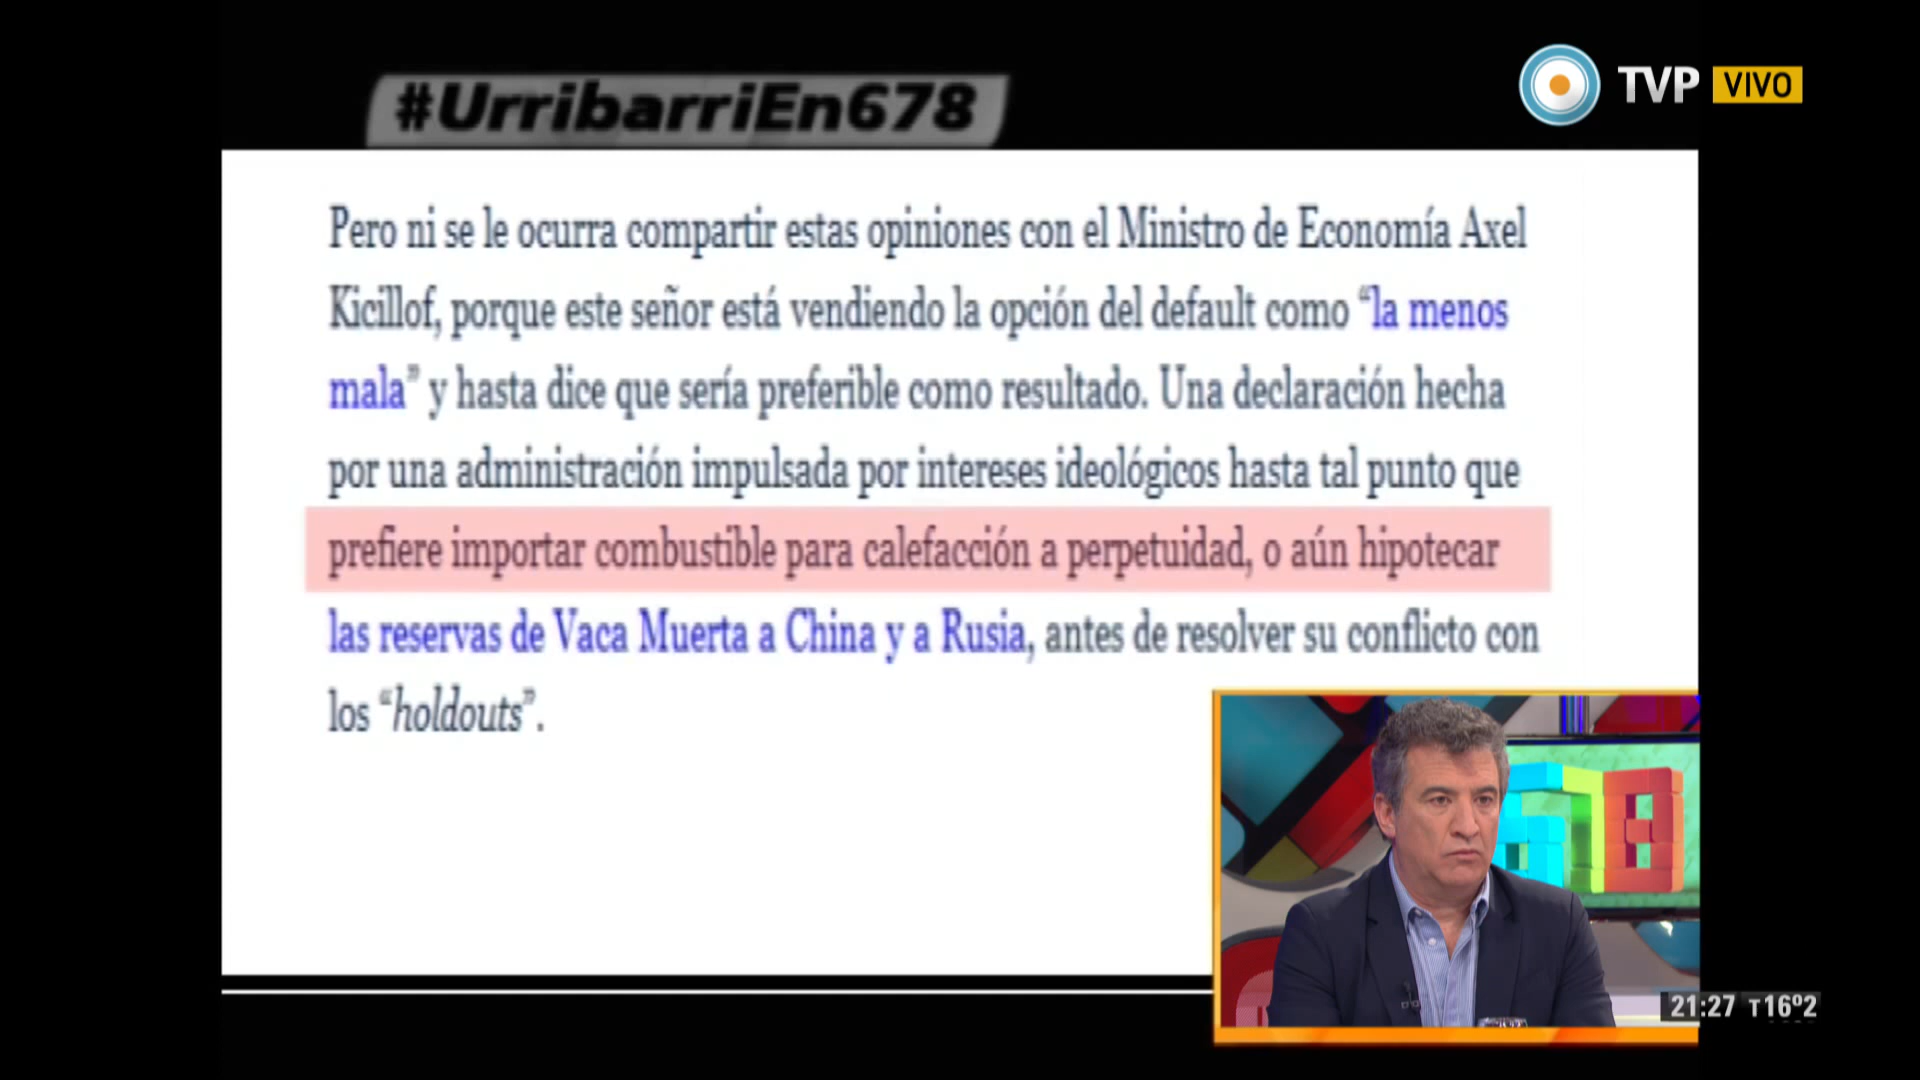 #UrribarriEn678
TVP VIVO
Pero ni se le ocurra compartir estas opiniones con el Ministro de Economía Axel
Kicillof, porque este señor está vendiendo la opción del default como “la menos
mala” y hasta dice que sería preferible como resultado. Una declaración hecha
por una administración impulsada por intereses ideológicos hasta tal punto que
prefiere importar combustible para calefacción a perpetuidad, o aún hipotecar
las reservas de Vaca Muerta a China y a Rusia, antes de resolver su conflicto con
los “holdouts”.
678
21:27 T16º2